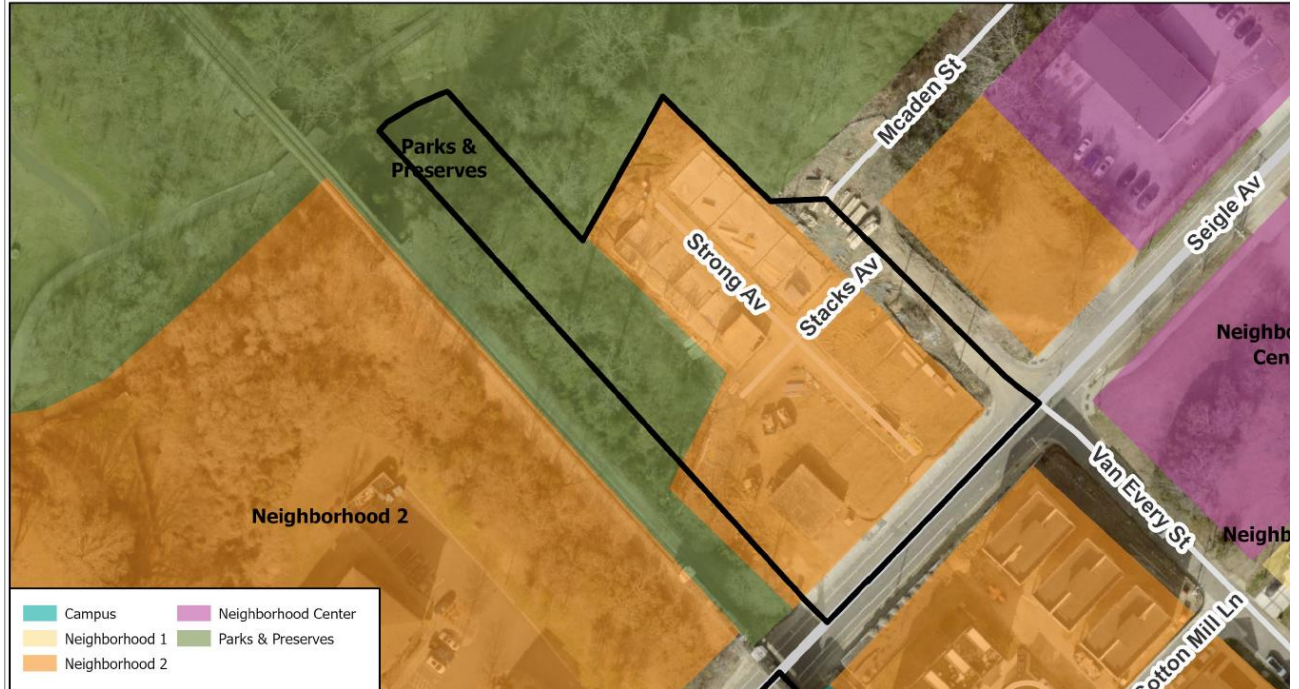 Mcaden St
Parks &
Preserves
Seigle Av
Strong Av
Stacks Av
Neighbo
Cen
Van Every St
Neighborhood 2
Neighb
Cotton Mill Ln
Campus
Neighborhood 1
Neighborhood 2
Neighborhood Center
Parks & Preserves